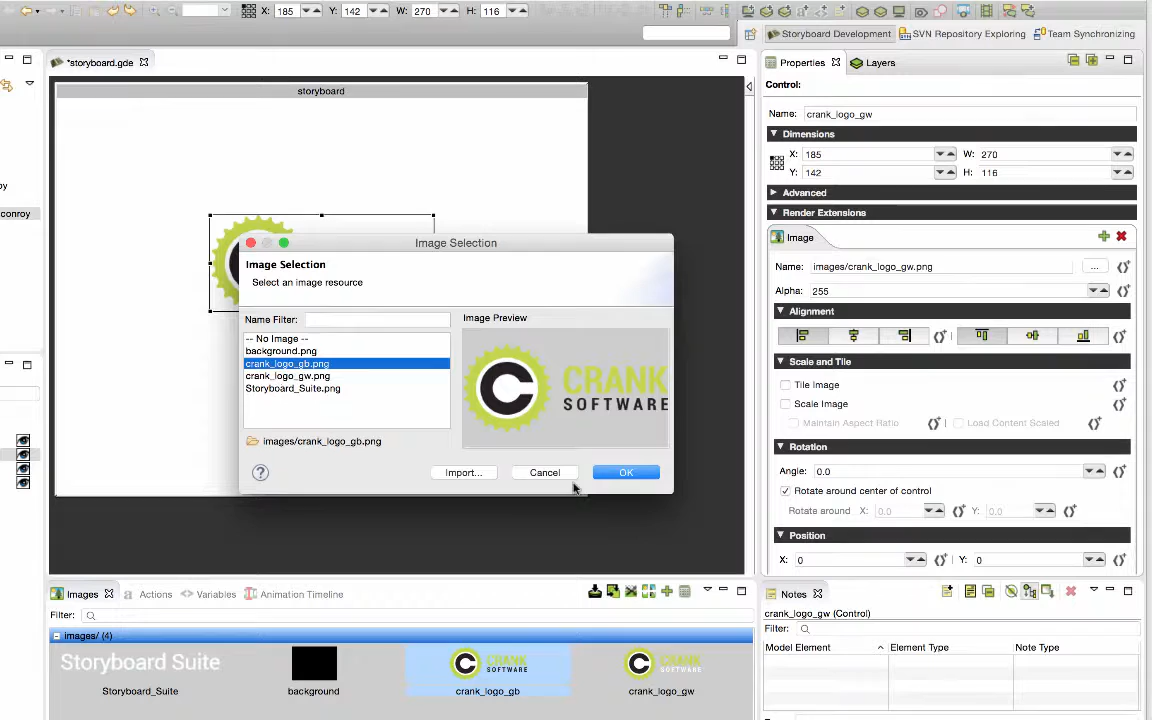 X: 185 Y: 142 W: 270 H: 116
Storyboard Development SVN Repository Exploring Team Synchronizing
*storyboard.gde
Properties Layers
storyboard
Control:
Name: crank_logo_gw
Dimensions
X: 185 W: 270
Y: 142 H: 116
Advanced
conroy
Render Extensions
Image
Name: images/crank_logo_gw.png ...
Alpha: 255
Alignment
Scale and Tile
Tile Image
Scale Image
Maintain Aspect Ratio Load Content Scaled
Rotation
Angle: 0.0
Rotate around center of control
Rotate around X: 0.0 Y: 0.0
Position
X: 0 Y: 0
Image Selection
Image Selection
Select an image resource
Name Filter:
Image Preview
-- No Image --
background.png
crank_logo_gb.png
crank_logo_gw.png
Storyboard_Suite.png
C CRANK
SOFTWARE
images/crank_logo_gb.png
? Import... Cancel OK
Images Actions Variables Animation Timeline
Filter:
images/ (4)
Storyboard Suite
C CRANK
SOFTWARE
C CRANK
SOFTWARE
Storyboard_Suite background crank_logo_gb crank_logo_gw
Notes
crank_logo_gw (Control)
Filter:
Model Element Element Type Note Type